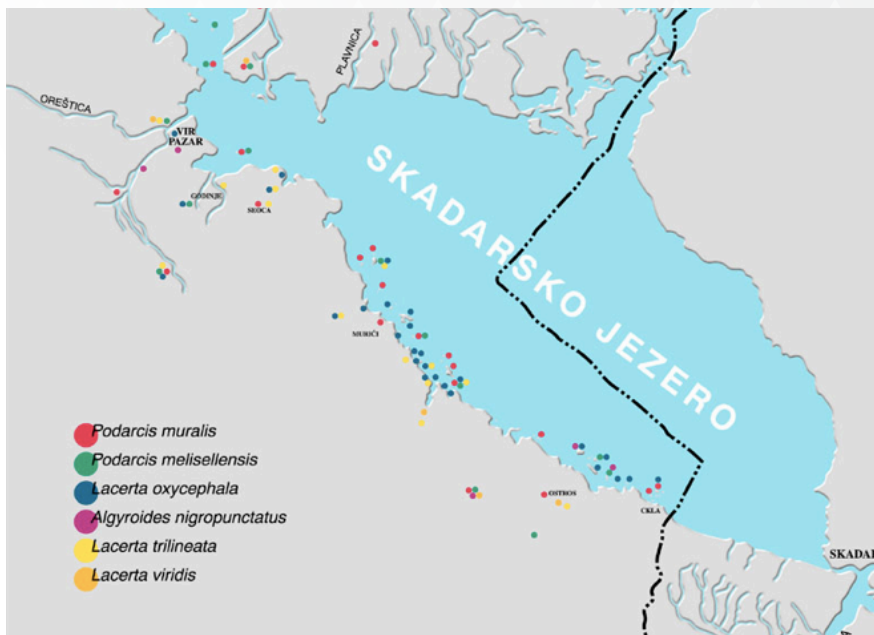 PLAVNICA
OREŠTICA
VIR
PAZAR
GODINJE
SEOCA
SKADARSKO JEZERO
MURIĆI
Podarcis muralis
Podarcis melisellensis
Lacerta oxycephala
Algyroides nigropunctatus
Lacerta trilineata
Lacerta viridis
OSTROS
CKLA
SKADAR